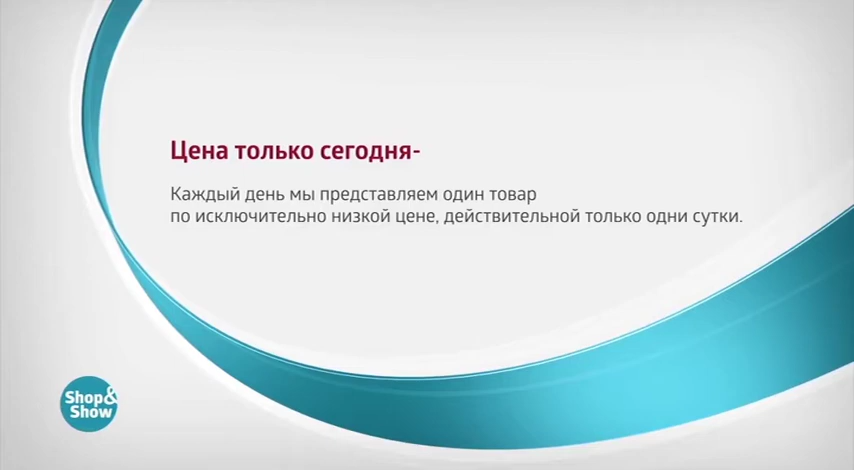 Цена только сегодня-
Каждый день мы представляем один товар
по исключительно низкой цене, действительной только одни сутки.
Shop&
Show